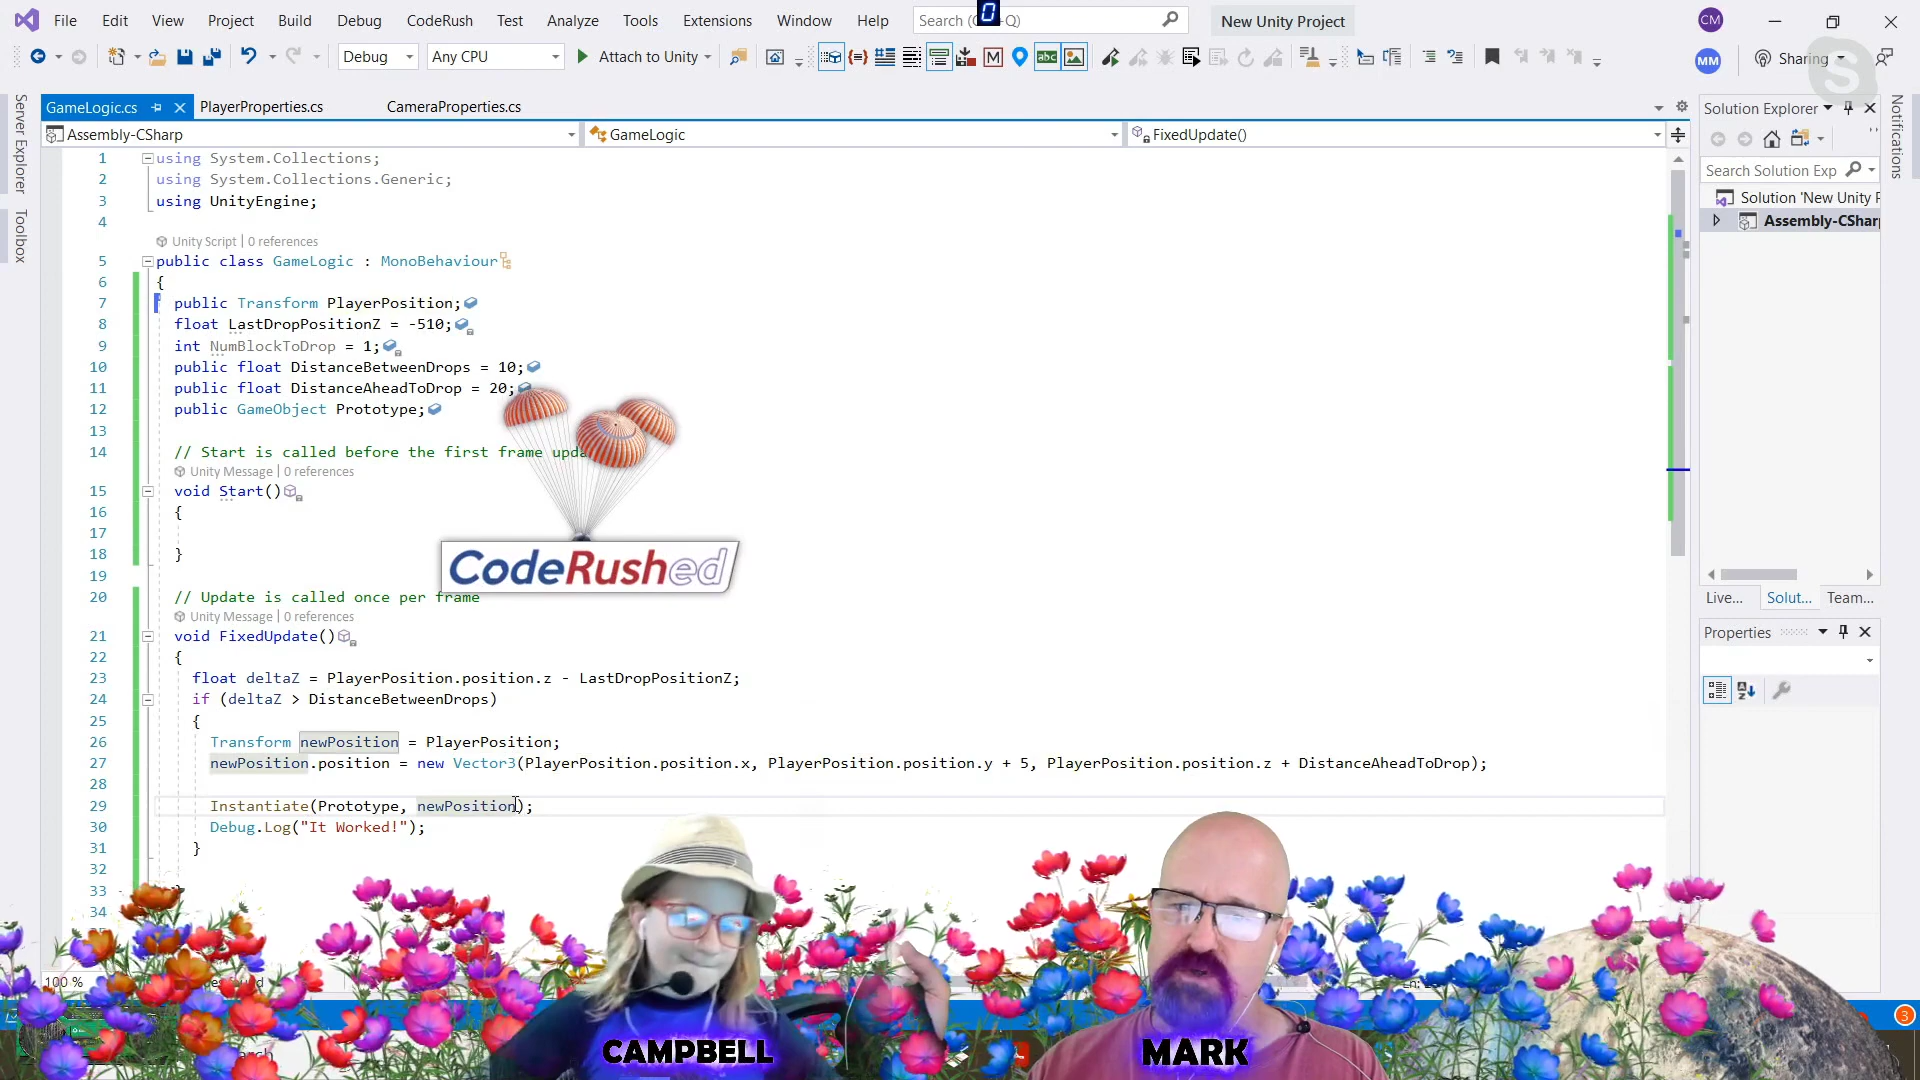 File Edit View Project Build Debug CodeRush Test Analyze Tools Extensions Window Help Search New Unity Project CM
Debug Any CPU Attach to Unity MM Sharing
GameLogic.cs PlayerProperties.cs CameraProperties.cs
Assembly-CSharp GameLogic FixedUpdate()
Server Explorer
Toolbox
1 using System.Collections;
2 using System.Collections.Generic;
3 using UnityEngine;
4
Unity Script | 0 references
5 public class GameLogic : MonoBehaviour
6 {
7 public Transform PlayerPosition;
8 float LastDropPositionZ = -510;
9 int NumBlockToDrop = 1;
10 public float DistanceBetweenDrops = 10;
11 public float DistanceAheadToDrop = 20;
12 public GameObject Prototype;
13
14 // Start is called before the first frame upda
Unity Message | 0 references
15 void Start()
16 {
17
18 }
19
20 // Update is called once per frame
Unity Message | 0 references
21 void FixedUpdate()
22 {
23 float deltaZ = PlayerPosition.position.z - LastDropPositionZ;
24 if (deltaZ > DistanceBetweenDrops)
25 {
26 Transform newPosition = PlayerPosition;
27 newPosition.position = new Vector3(PlayerPosition.position.x, PlayerPosition.position.y + 5, PlayerPosition.position.z + DistanceAheadToDrop);
28
29 Instantiate(Prototype, newPosition);
30 Debug.Log("It Worked!");
31 }
32
33 }
34
100 %
CodeRushed
Solution Explorer
Search Solution Exp
Solution 'New Unity P
Assembly-CShar
Live... Solut... Team...
Properties
Notifications
3
CAMPBELL
MARK